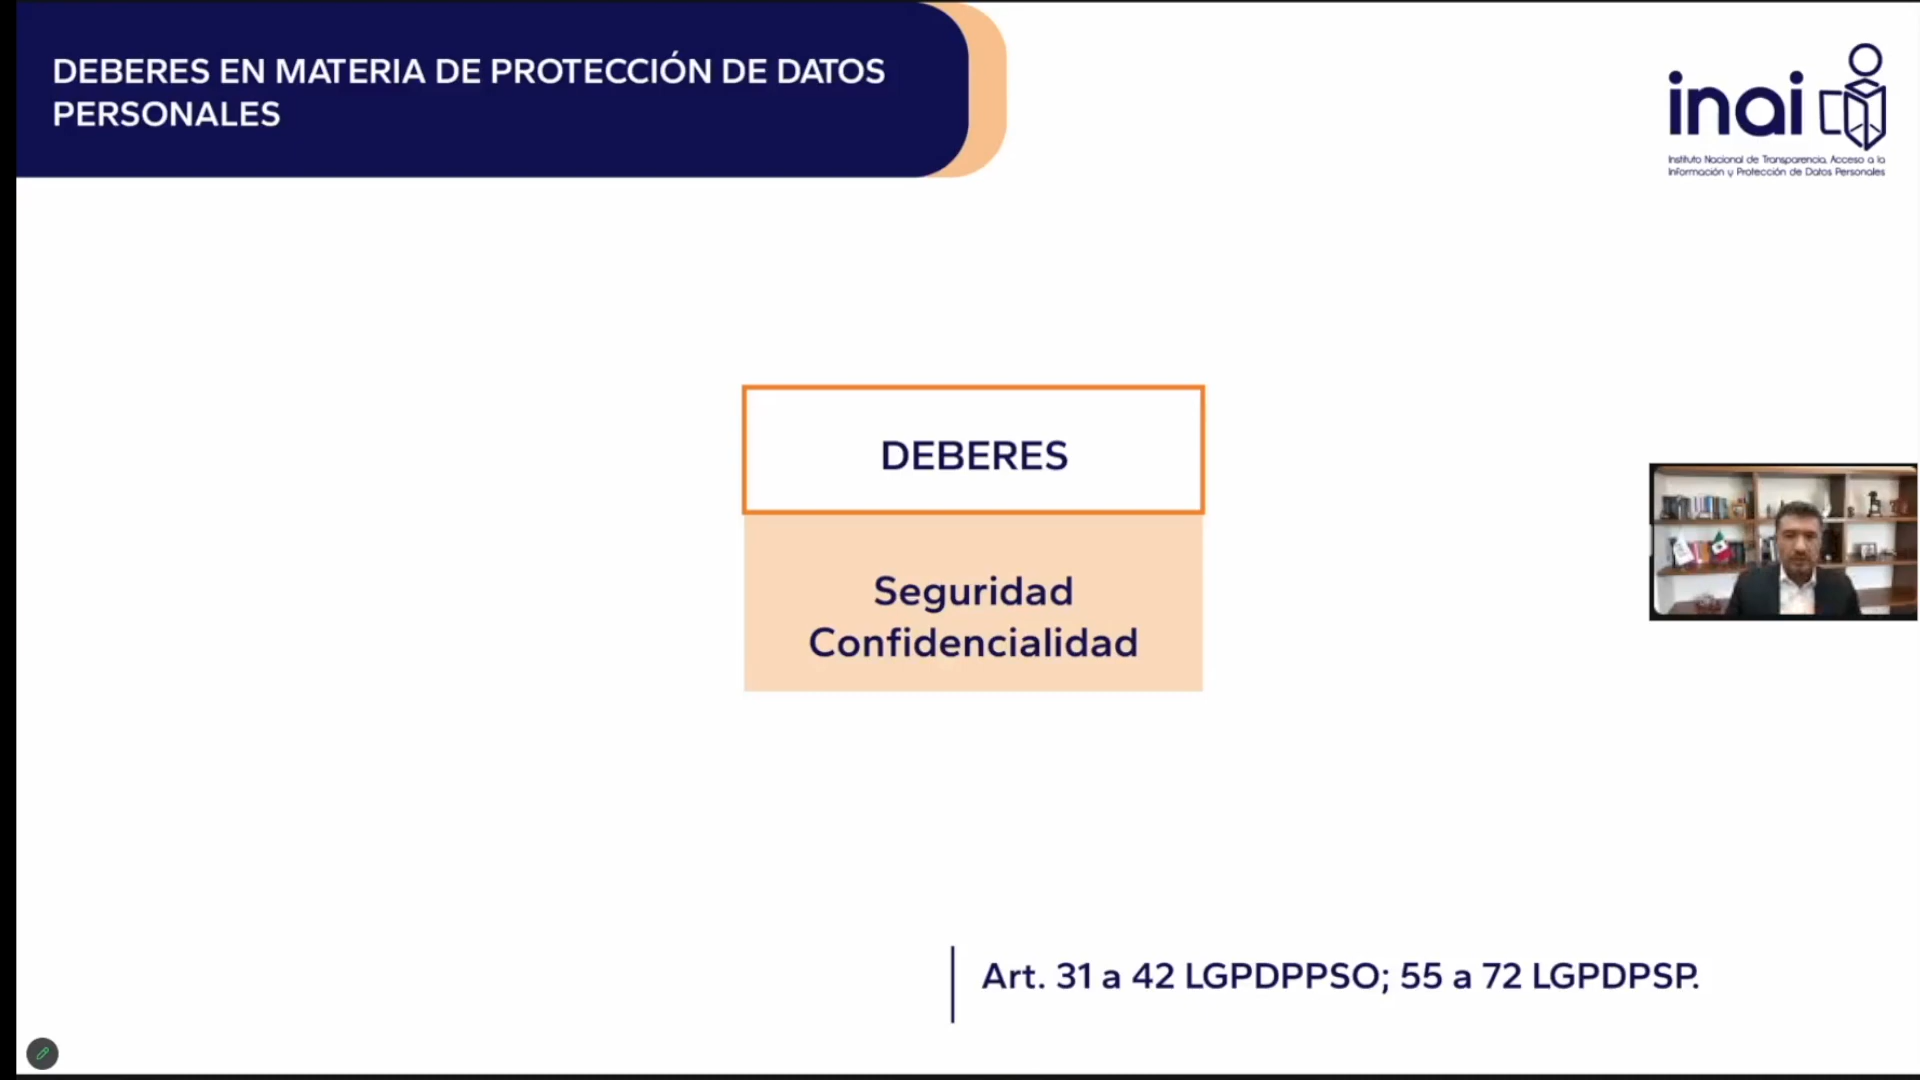 DEBERES EN MATERIA DE PROTECCIÓN DE DATOS
PERSONALES
inai
Instituto Nacional de Transparencia, Acceso a la
Información y Protección de Datos Personales
DEBERES
Seguridad
Confidencialidad
Art. 31 a 42 LGPDPPSO; 55 a 72 LGPDPSP.